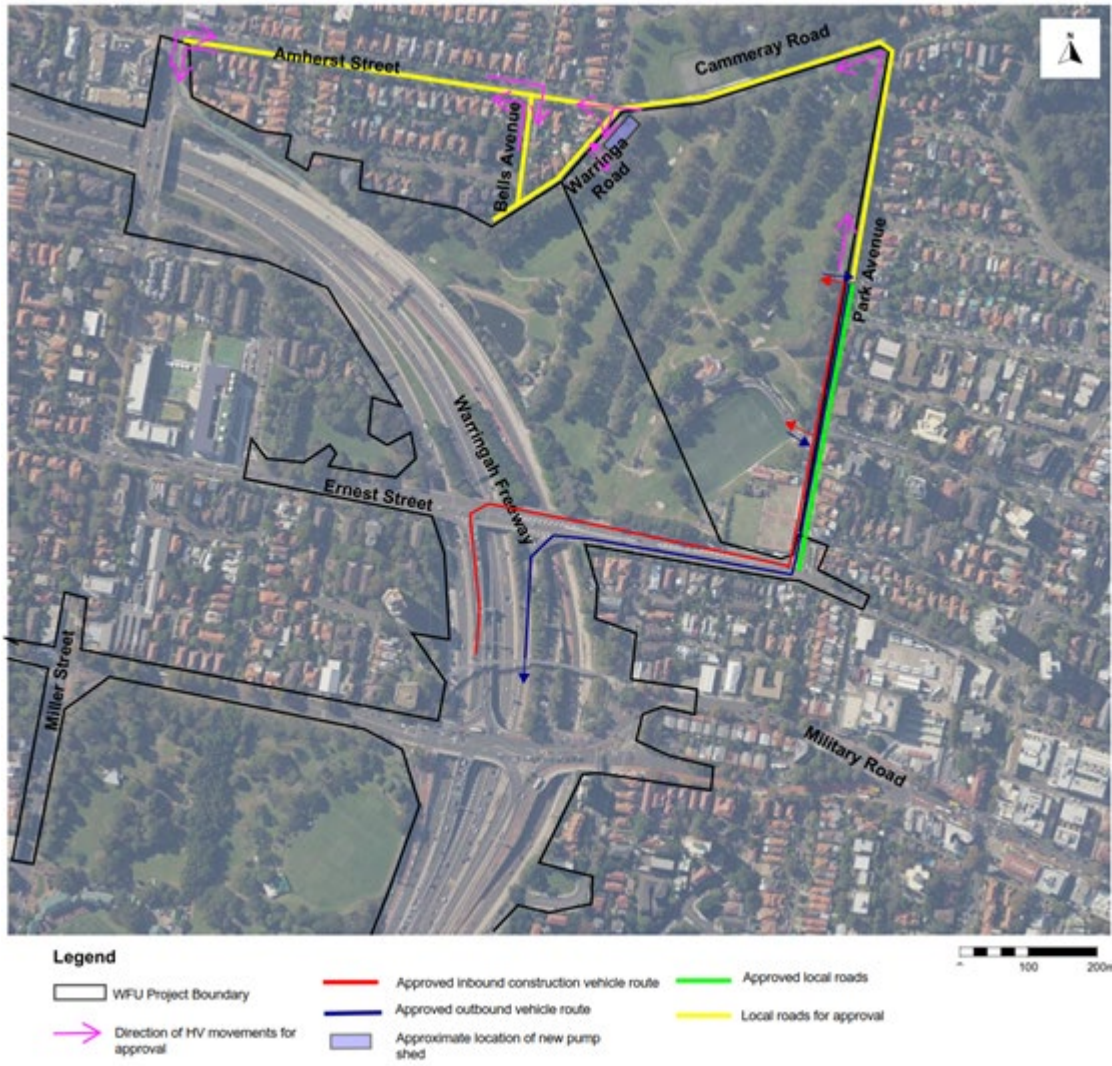 N
Amherst Street
Cammeray Road
Bells Avenue
Warringa
Road
Park Avenue
Warringah Freeway
Ernest Street
Miller Street
Military Road
Legend
WFU Project Boundary
Direction of HV movements for
approval
Approved inbound construction vehicle route
Approved outbound vehicle route
Approximate location of new pump
shed
Approved local roads
Local roads for approval
100
200m